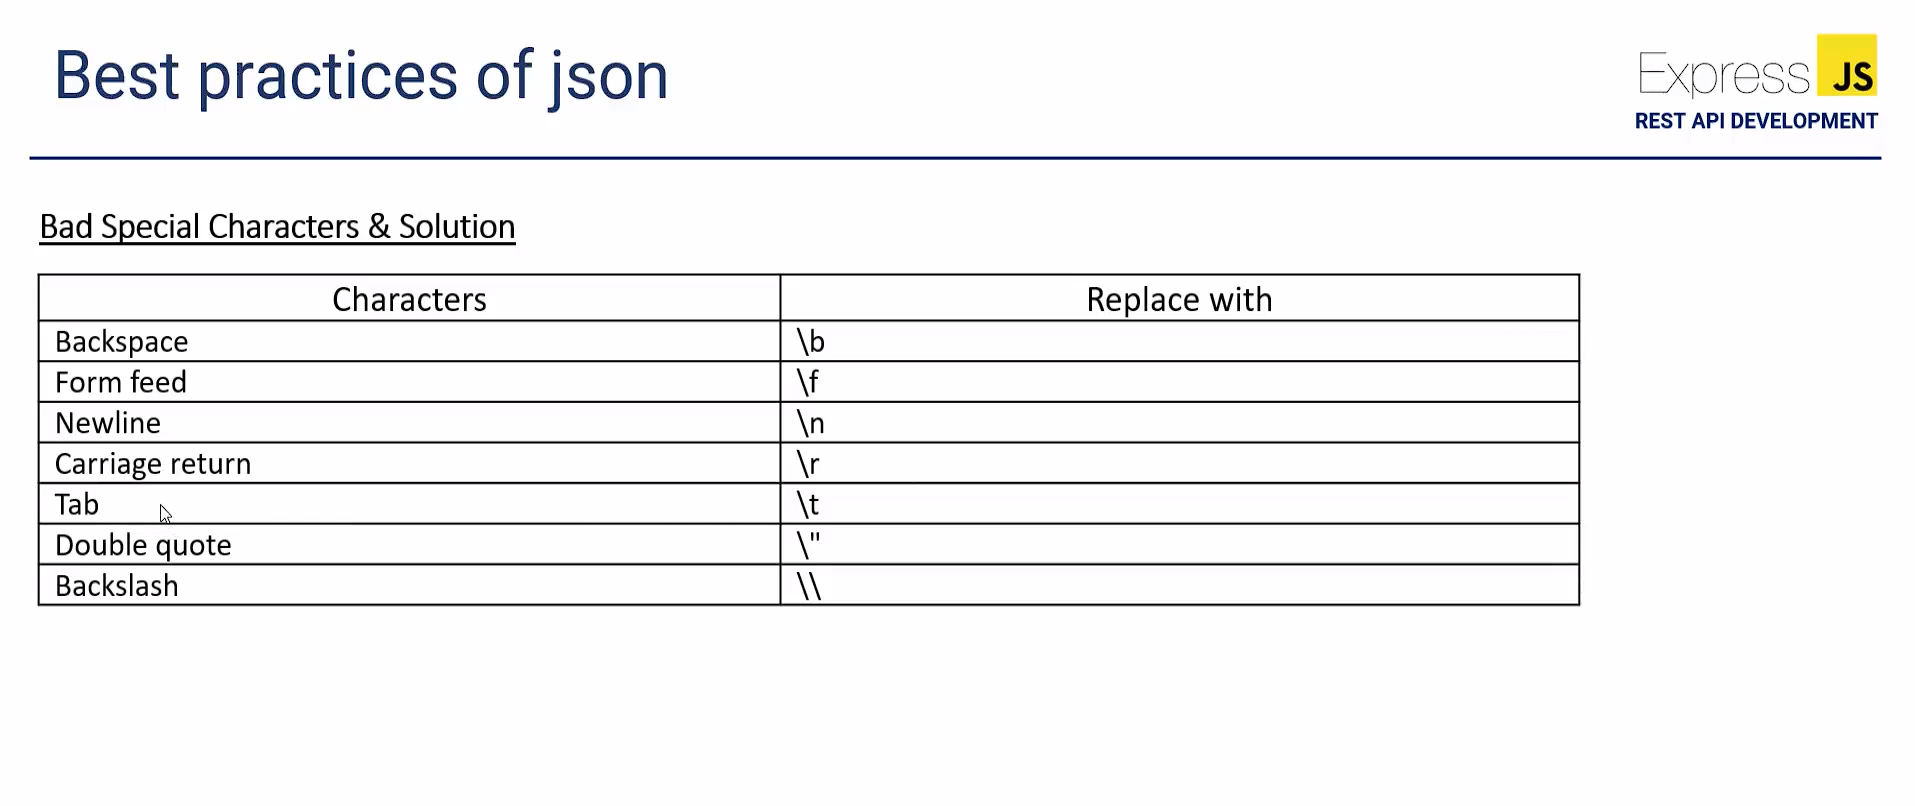 Best practices of json
Express JS
REST API DEVELOPMENT
Bad Special Characters & Solution
Characters Replace with
Backspace \b
Form feed \f
Newline \n
Carriage return \r
Tab \t
Double quote \"
Backslash \\